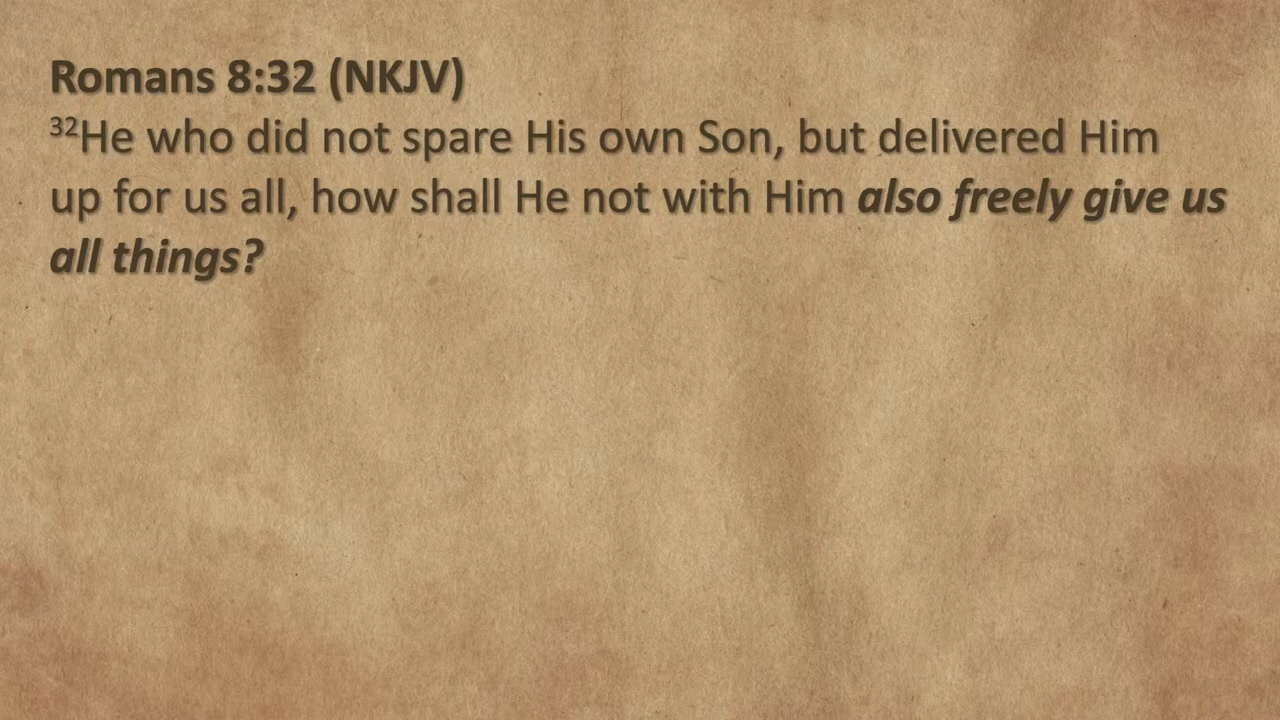 Romans 8:32 (NKJV)
32He who did not spare His own Son, but delivered Him
up for us all, how shall He not with Him also freely give us
all things?